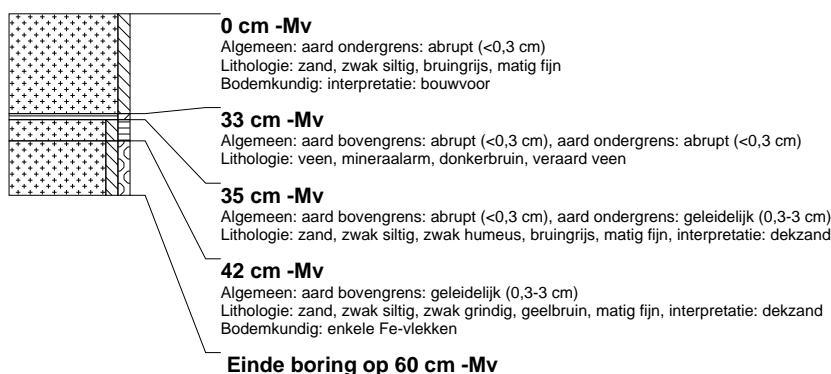 0 cm -Mv
Algemeen: aard ondergrens: abrupt (<0,3 cm)
Lithologie: zand, zwak siltig, bruingrijs, matig fijn
Bodemkundig: interpretatie: bouwvoor
33 cm -Mv
Algemeen: aard bovengrens: abrupt (<0,3 cm), aard ondergrens: abrupt (<0,3 cm)
Lithologie: veen, mineraalarm, donkerbruin, veraard veen
35 cm -Mv
Algemeen: aard bovengrens: abrupt (<0,3 cm), aard ondergrens: geleidelijk (0,3-3 cm)
Lithologie: zand, zwak siltig, zwak humeus, bruingrijs, matig fijn, interpretatie: dekzand
42 cm -Mv
Algemeen: aard bovengrens: geleidelijk (0,3-3 cm)
Lithologie: zand, zwak siltig, zwak grindig, geelbruin, matig fijn, interpretatie: dekzand
Bodemkundig: enkele Fe-vlekken
Einde boring op 60 cm -Mv